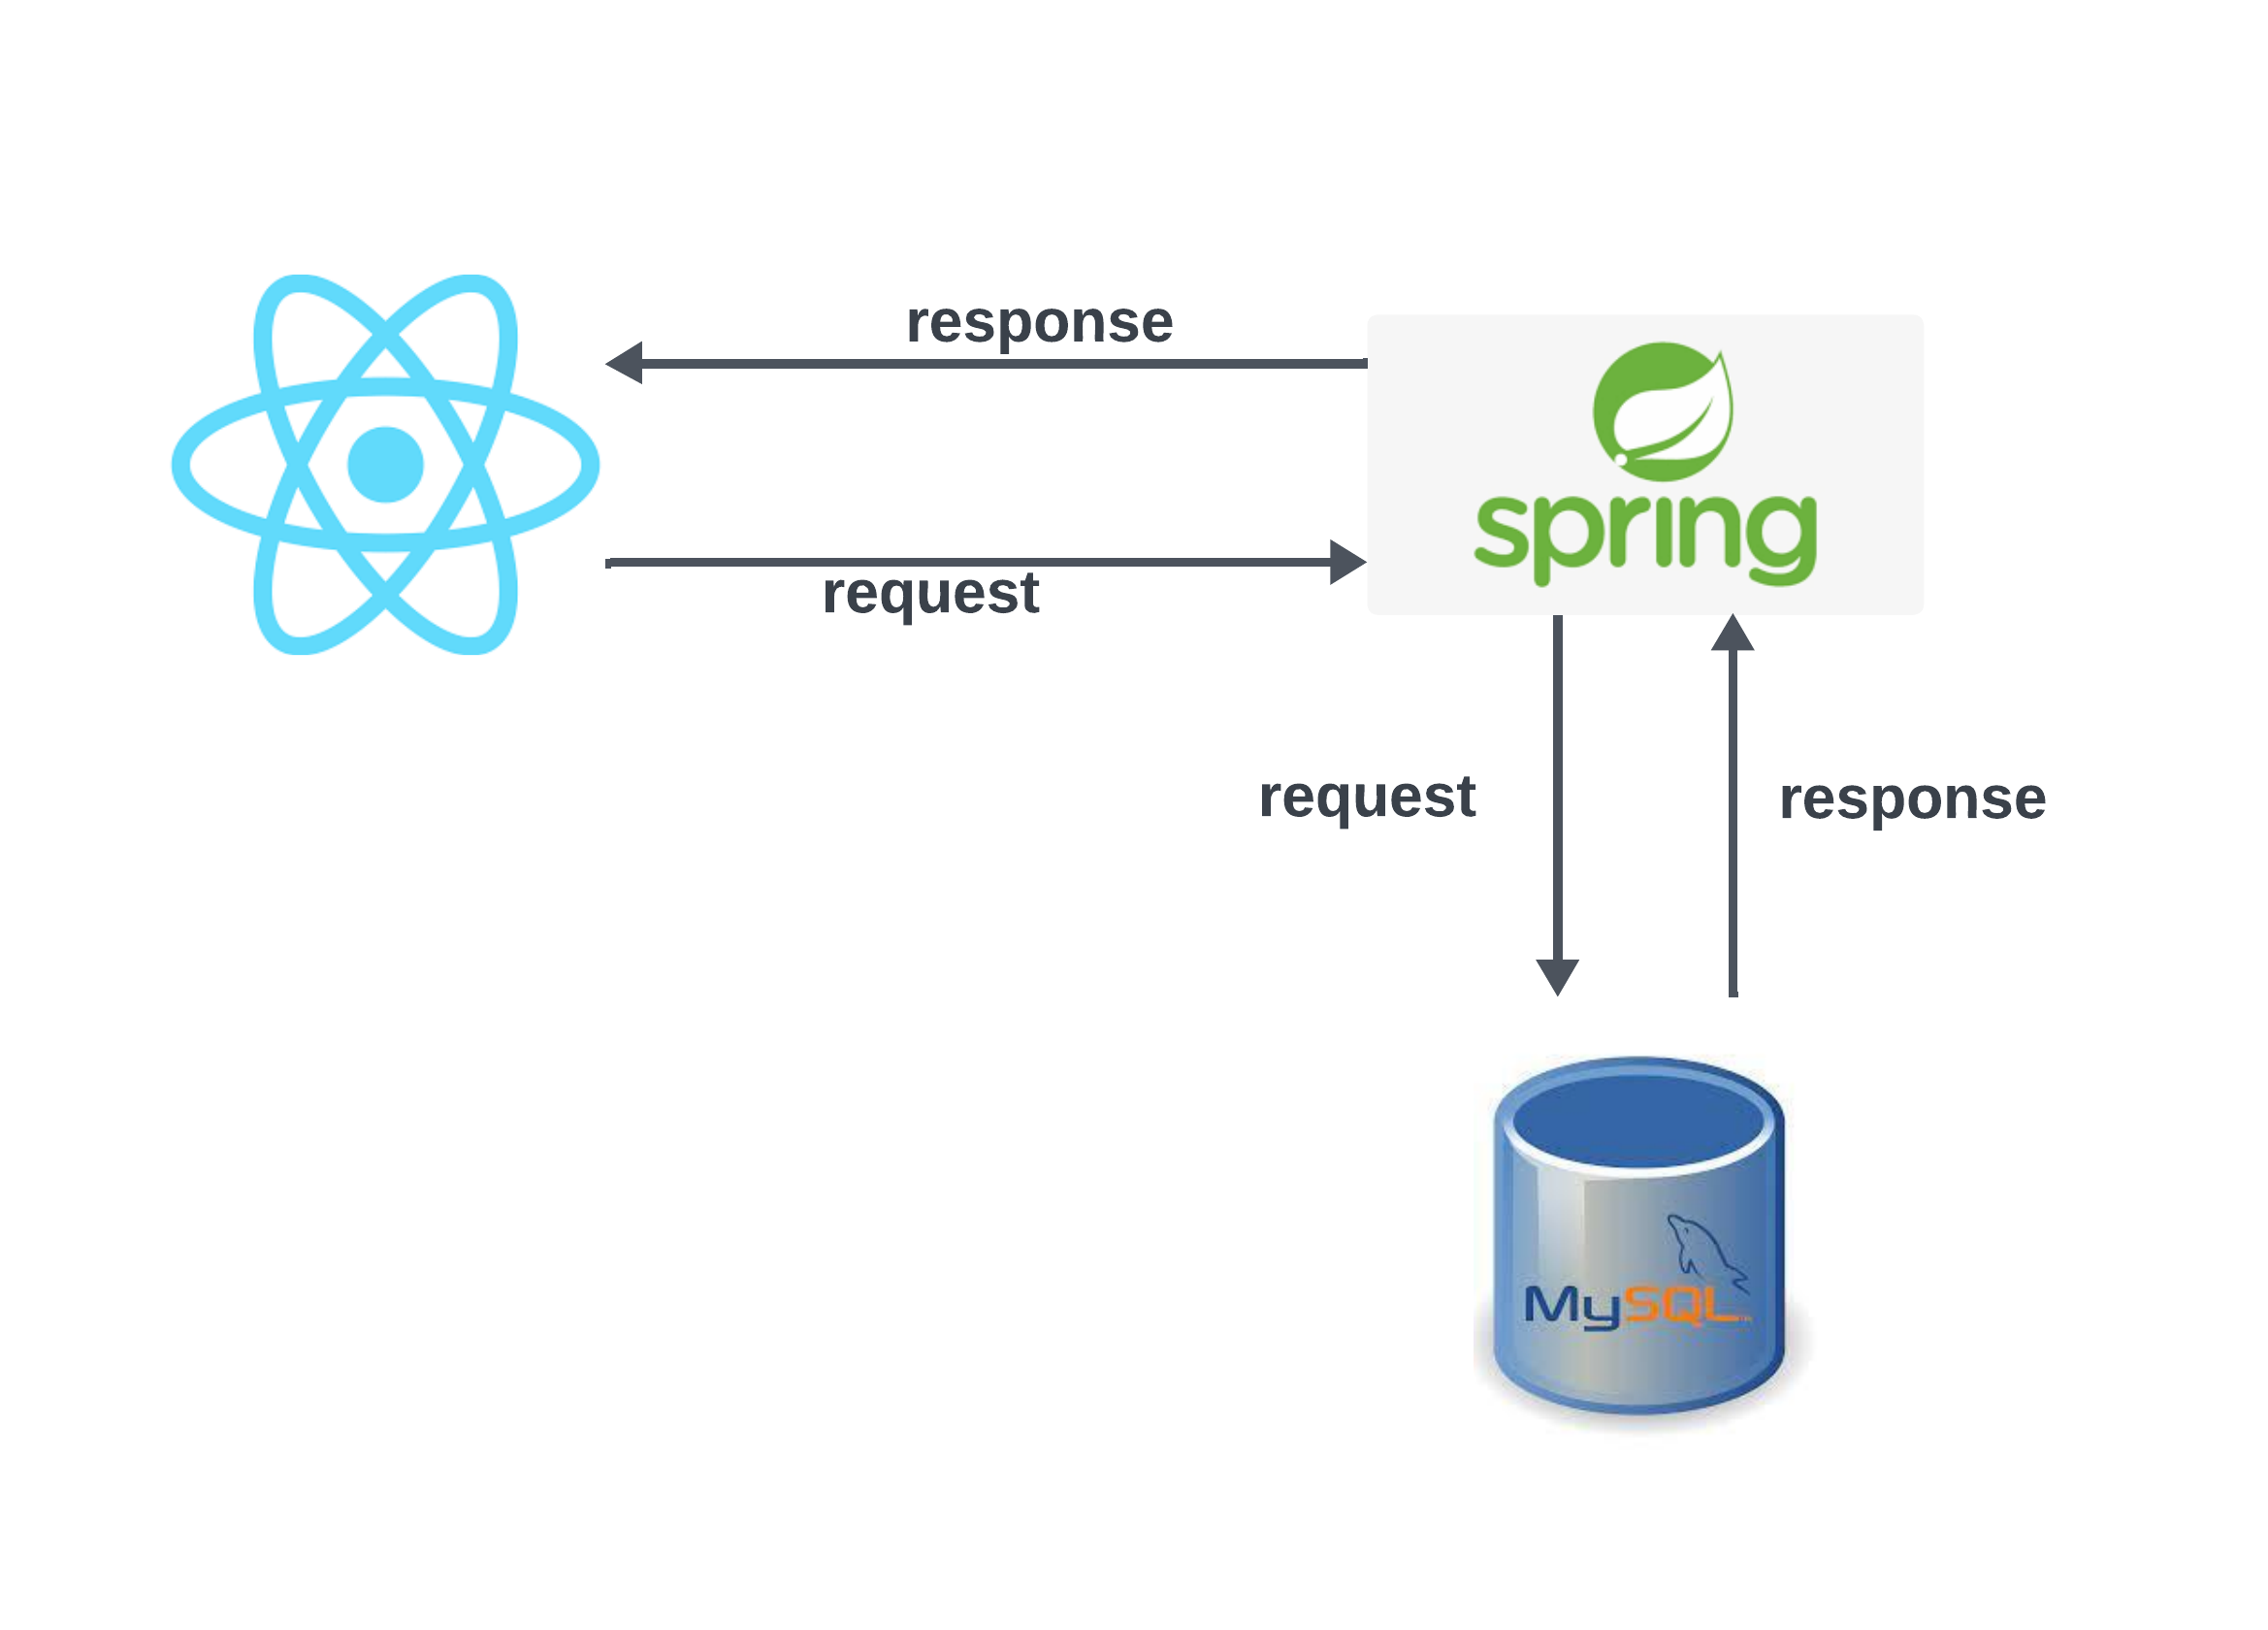 response
spring
request
request
response
MySQL